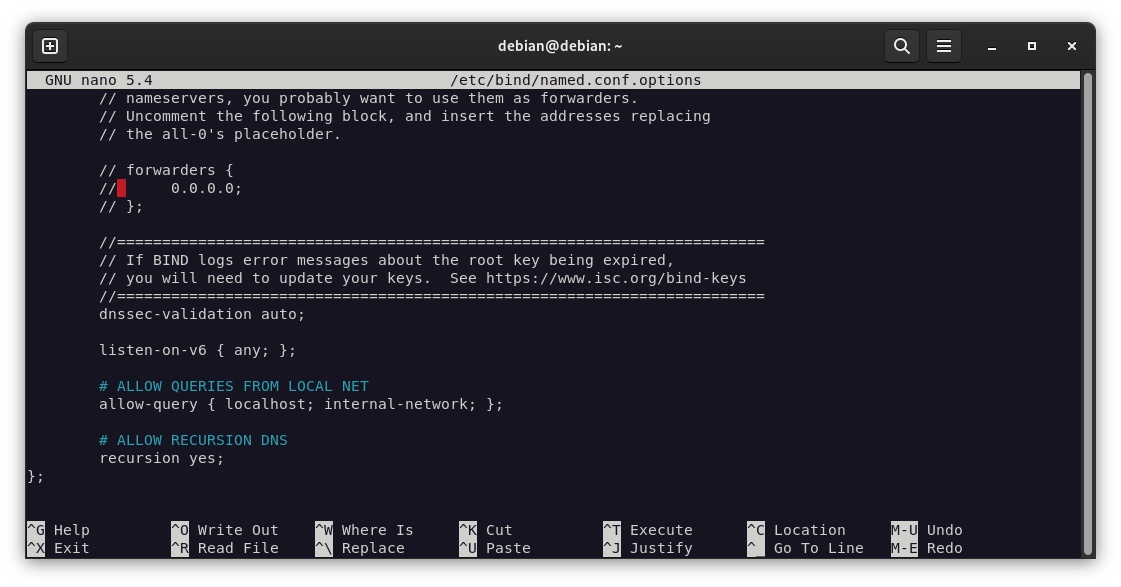 debian@debian: ~
GNU nano 5.4 /etc/bind/named.conf.options
// nameservers, you probably want to use them as forwarders.
// Uncomment the following block, and insert the addresses replacing
// the all-0's placeholder.
// forwarders {
//      0.0.0.0;
// };
//========================================================================
// If BIND logs error messages about the root key being expired,
// you will need to update your keys.  See https://www.isc.org/bind-keys
//========================================================================
dnssec-validation auto;
listen-on-v6 { any; };
# ALLOW QUERIES FROM LOCAL NET
allow-query { localhost; internal-network; };
# ALLOW RECURSION DNS
recursion yes;
};
^G Help ^O Write Out ^W Where Is ^K Cut ^T Execute ^C Location M-U Undo
^X Exit ^R Read File ^\ Replace ^U Paste ^J Justify ^_ Go To Line M-E Redo